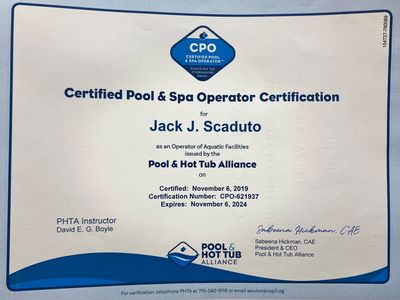 CPO
CERTIFIED POOL
& SPA OPERATOR
154727-780089
Certified Pool & Spa Operator Certification
for
Jack J. Scaduto
as an Operator of Aquatic Facilities
issued by the
Pool & Hot Tub Alliance
on
Certified: November 6, 2019
Certification Number: CPO-621937
Expires: November 6, 2024
PHTA Instructor
David E. G. Boyle
Sabeena Hickman, CAE
Sabeena Hickman, CAE
President & CEO
Pool & Hot Tub Alliance
POOL &
HOT TUB
ALLIANCE
For verification, telephone PHTA at 719-540-9119 or email service@nspf.org